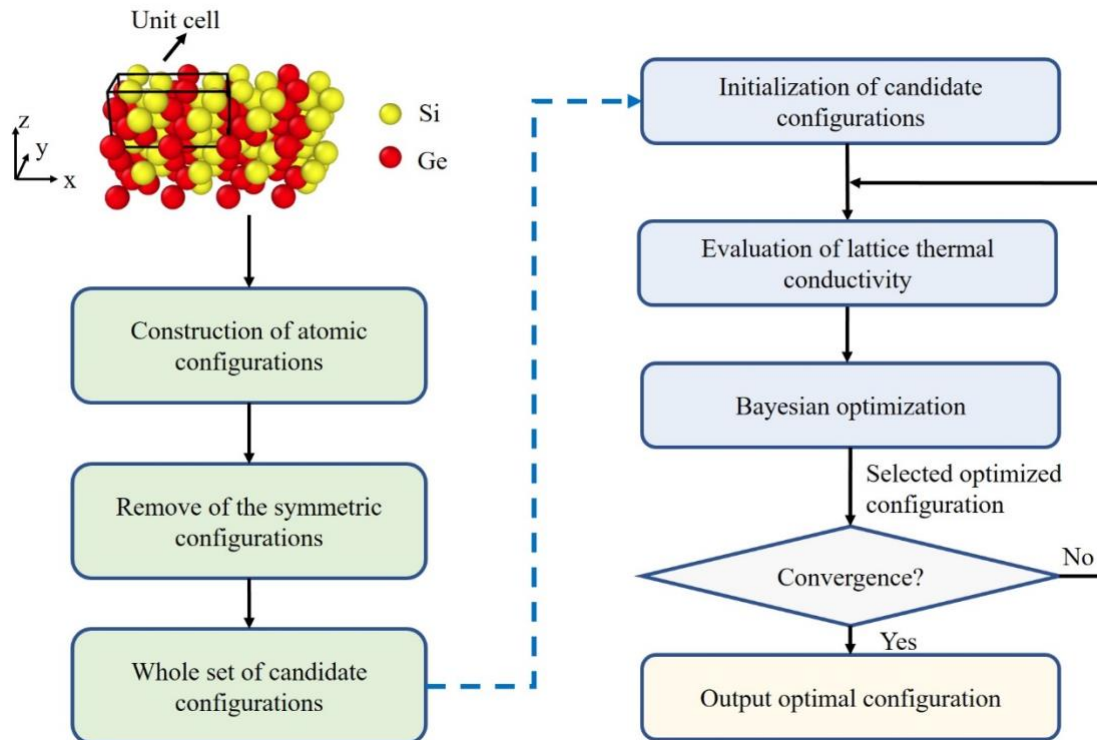 Unit cell
Si
Ge
z
y
x
Construction of atomic
configurations
Remove of the symmetric
configurations
Whole set of candidate
configurations
Initialization of candidate
configurations
Evaluation of lattice thermal
conductivity
Bayesian optimization
Selected optimized
configuration
Convergence?
No
Yes
Output optimal configuration